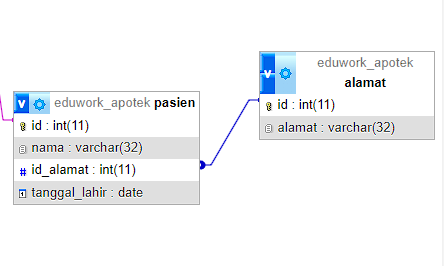 eduwork_apotek pasien
id : int(11)
nama : varchar(32)
id_alamat : int(11)
tanggal_lahir : date
eduwork_apotek
alamat
id : int(11)
alamat : varchar(32)